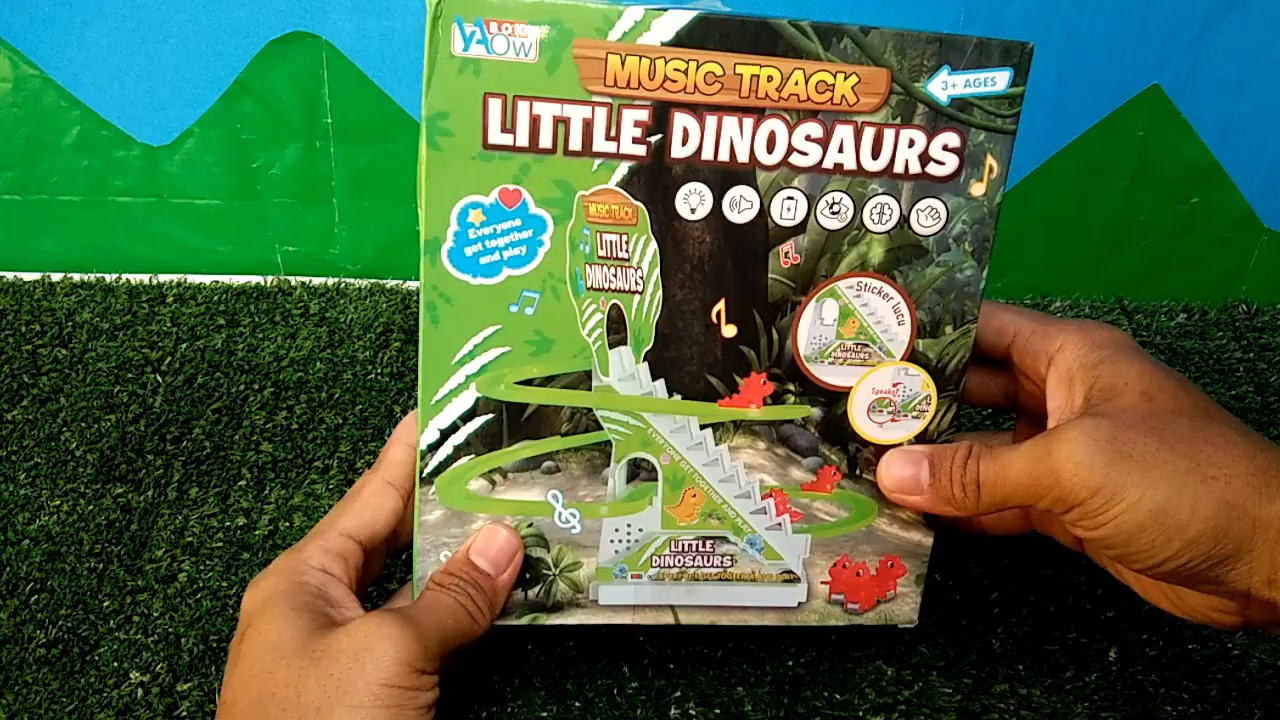 YAOW
BOK
MUSIC TRACK
3+ AGES
LITTLE DINOSAURS
Everyone
get together
and play
MUSIC TRACK
LITTLE
DINOSAURS
Sticker lucu
LITTLE
DINOSAURS
Speaker
EVERYONE GET TOGETHER AND PLAY
LITTLE
DINOSAURS